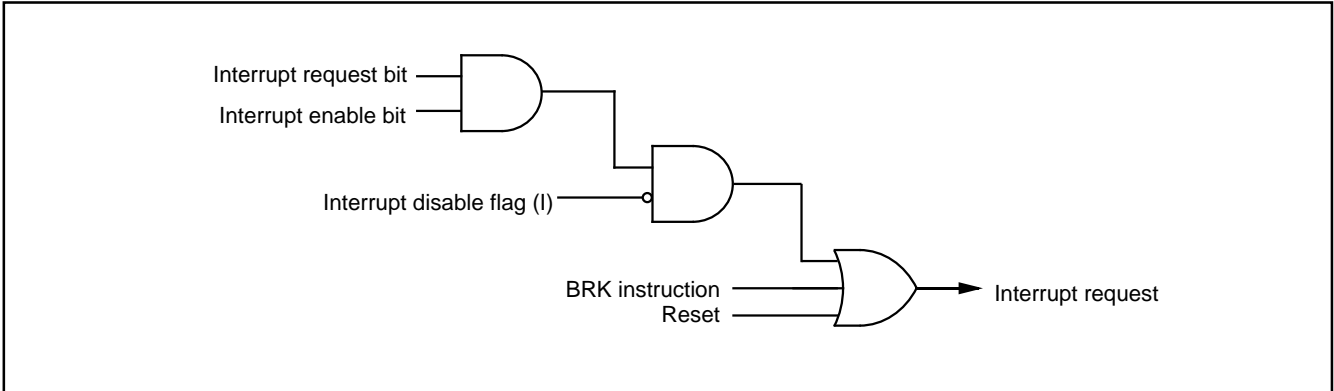 Interrupt request bit
Interrupt enable bit
Interrupt disable flag (I)
BRK instruction
Reset
Interrupt request